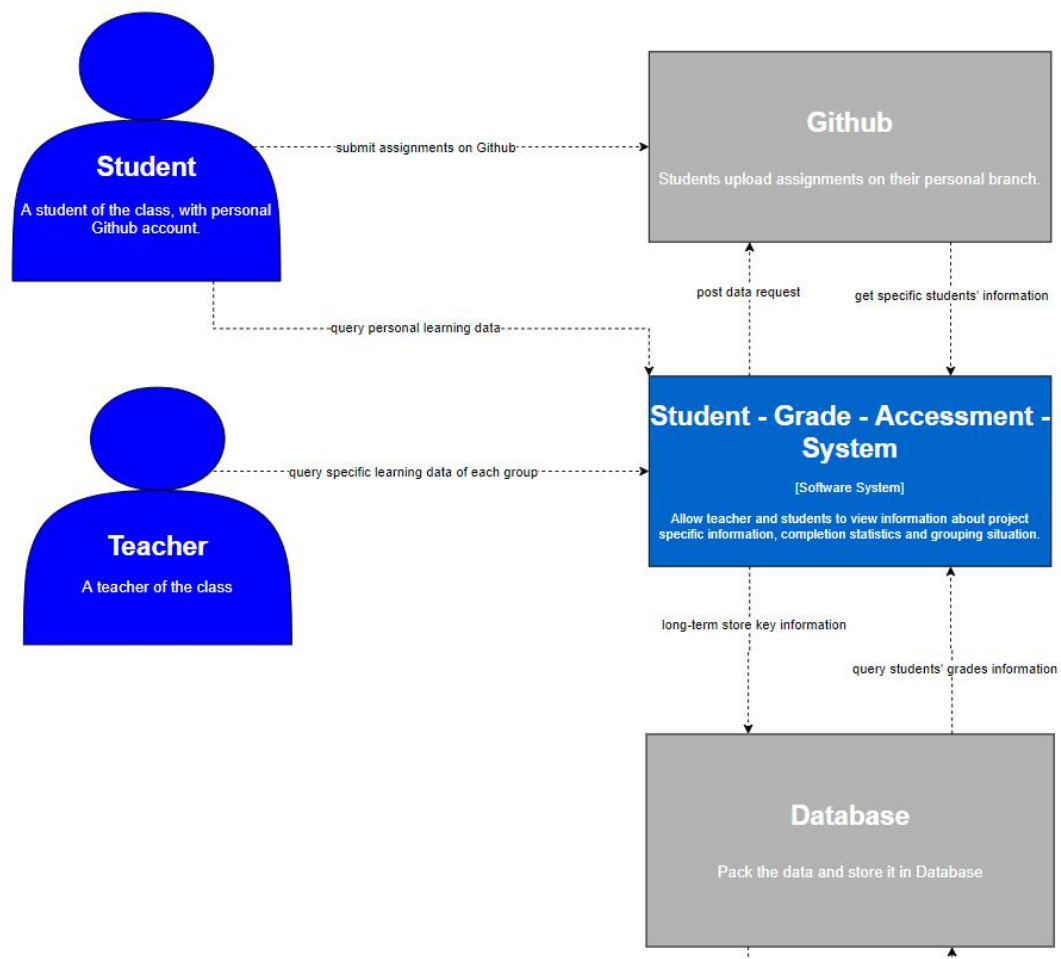 Github
Students upload assignments on their personal branch.
Student
A student of the class, with personal
Github account.
submit assignments on Github
post data request
get specific students' information
query personal learning data
Student - Grade - Accessment -
System
[Software System]
Allow teacher and students to view information about project
specific information, completion statistics and grouping situation.
query specific learning data of each group
Teacher
A teacher of the class
long-term store key information
query students' grades information
Database
Pack the data and store it in Database